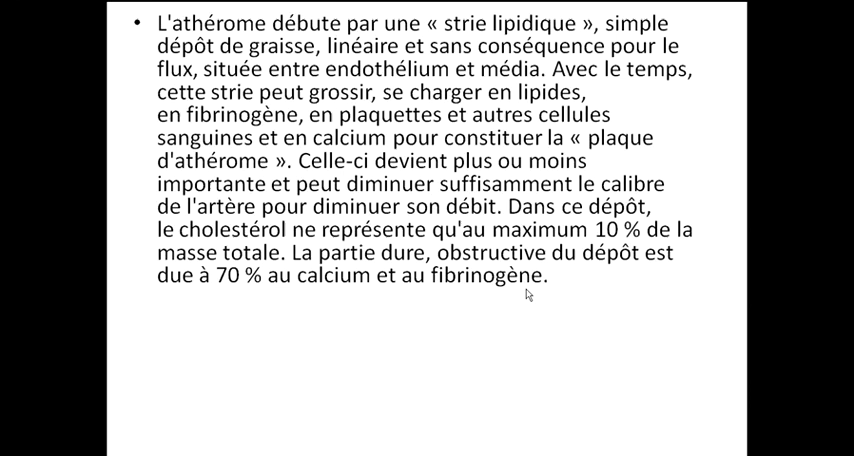 • L'athérome débute par une « strie lipidique », simple
dépôt de graisse, linéaire et sans conséquence pour le
flux, située entre endothélium et média. Avec le temps,
cette strie peut grossir, se charger en lipides,
en fibrinogène, en plaquettes et autres cellules
sanguines et en calcium pour constituer la « plaque
d'athérome ». Celle-ci devient plus ou moins
importante et peut diminuer suffisamment le calibre
de l'artère pour diminuer son débit. Dans ce dépôt,
le cholestérol ne représente qu'au maximum 10 % de la
masse totale. La partie dure, obstructive du dépôt est
due à 70 % au calcium et au fibrinogène.